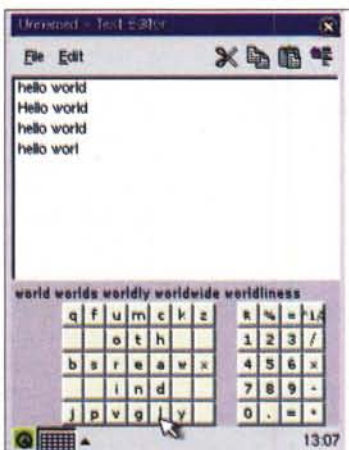 Unnamed - Text Editor
File Edit
hello world
Hello world
hello world
hello worl
world worlds worldly worldwide worldliness
q f u m c k z
o t h
b s r e a w x
i n d
j p v g l y
% =
1 2 3 /
4 5 6 x
7 8 9 -
0 . = +
13:07